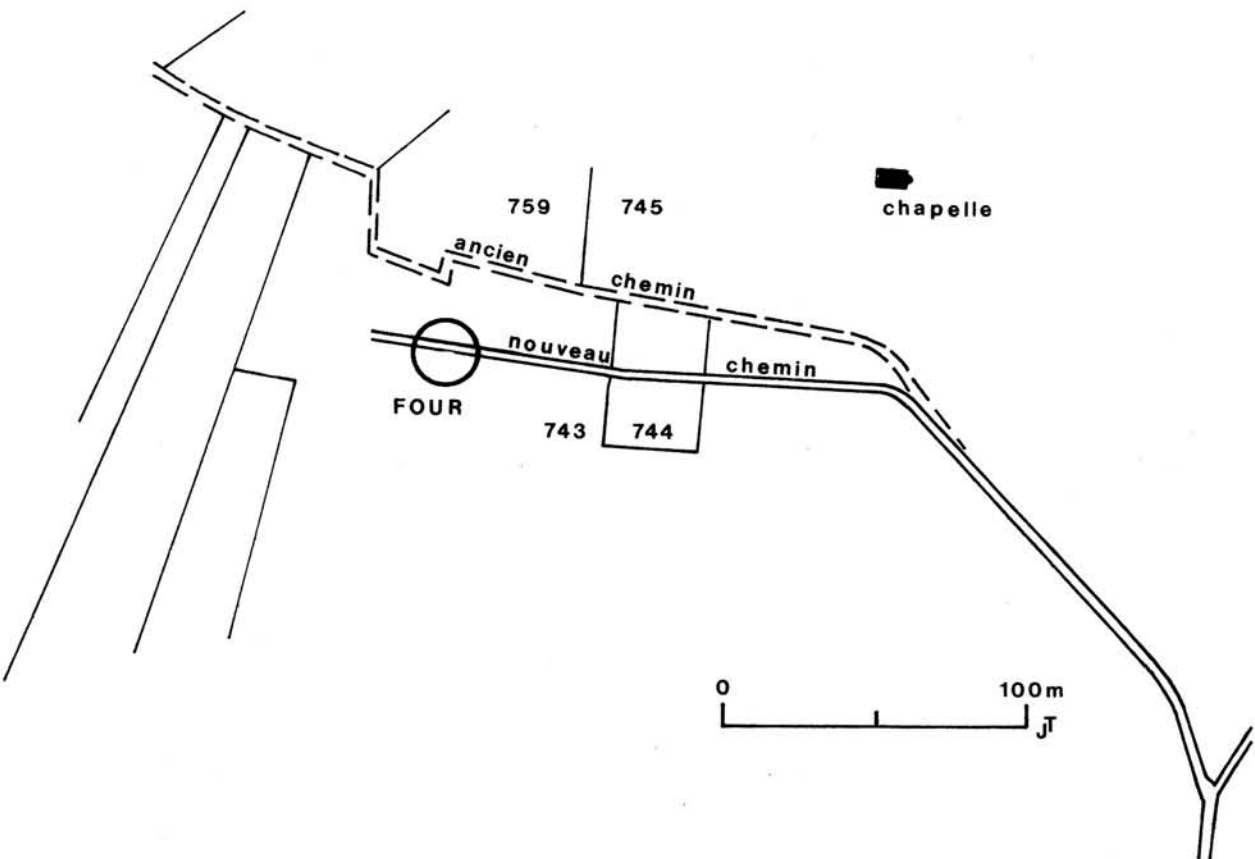 759
745
chapelle
ancien
chemin
nouveau
chemin
FOUR
743
744
0
100m
JT